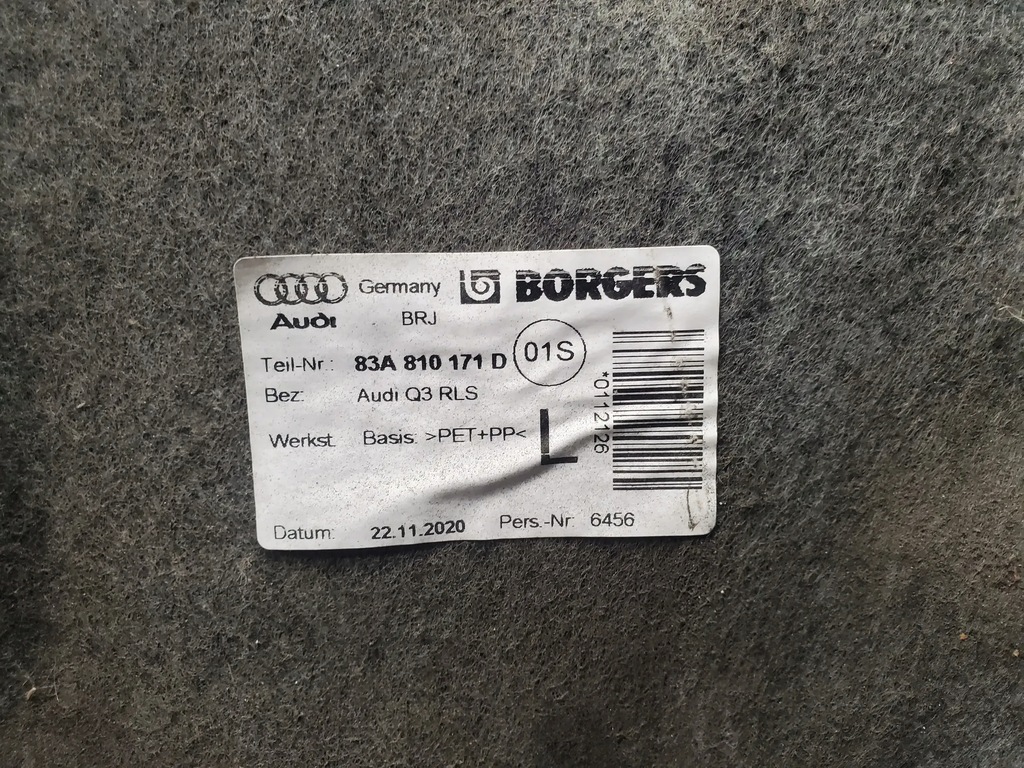 Audi Germany BORGERS
BRJ
Teil-Nr.: 83A 810 171 D 01S
Bez: Audi Q3 RLS
Werkst. Basis: >PET+PP< L
*0112126
Datum: 22.11.2020 Pers.-Nr: 6456